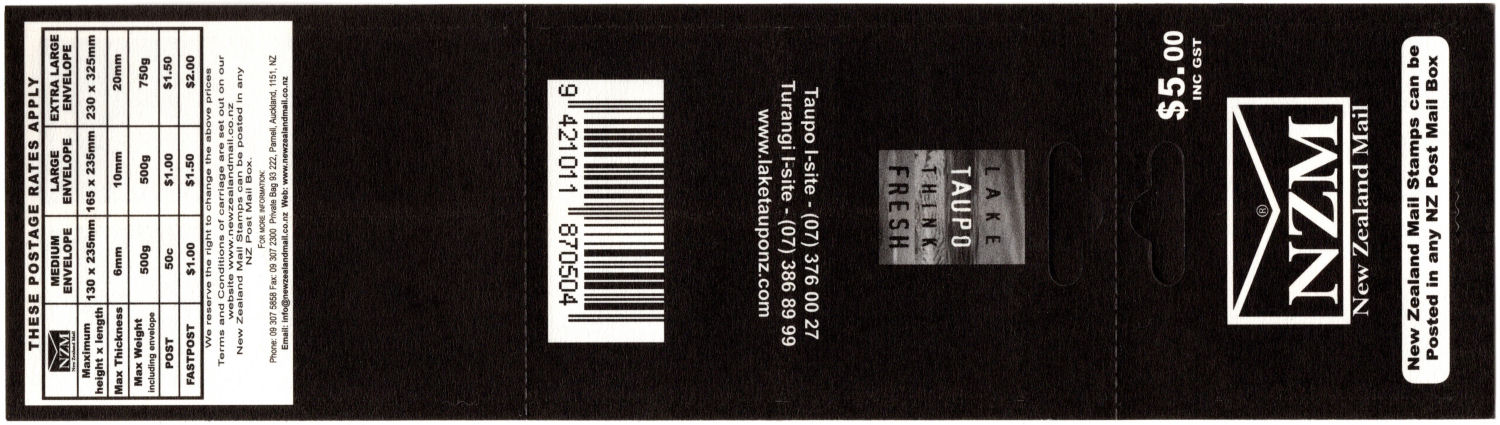 THESE POSTAGE RATES APPLY
NZM New Zealand Mail | MEDIUM ENVELOPE | LARGE ENVELOPE | EXTRA LARGE ENVELOPE
Maximum height x length | 130 x 235mm | 165 x 235mm | 230 x 325mm
Max Thickness | 6mm | 10mm | 20mm
Max Weight including envelope | 500g | 500g | 750g
POST | 50c | $1.00 | $1.50
FASTPOST | $1.00 | $1.50 | $2.00
We reserve the right to change the above prices
Terms and Conditions of carriage are set out on our
website www.newzealandmail.co.nz
New Zealand Mail Stamps can be posted in any
NZ Post Mail Box.
FOR MORE INFORMATION:
Phone: 09 307 5858 Fax: 09 307 2300 Private Bag 93 222, Parnell, Auckland, 1151, NZ
Email: info@newzealandmail.co.nz Web: www.newzealandmail.co.nz
9 421011 870504
Taupo I-site - (07) 376 00 27
Turangi I-site - (07) 386 89 99
www.laketauponz.com
LAKE
TAUPO
THINK
FRESH
$5.00
INC GST
®
NZM
New Zealand Mail
New Zealand Mail Stamps can be
Posted in any NZ Post Mail Box